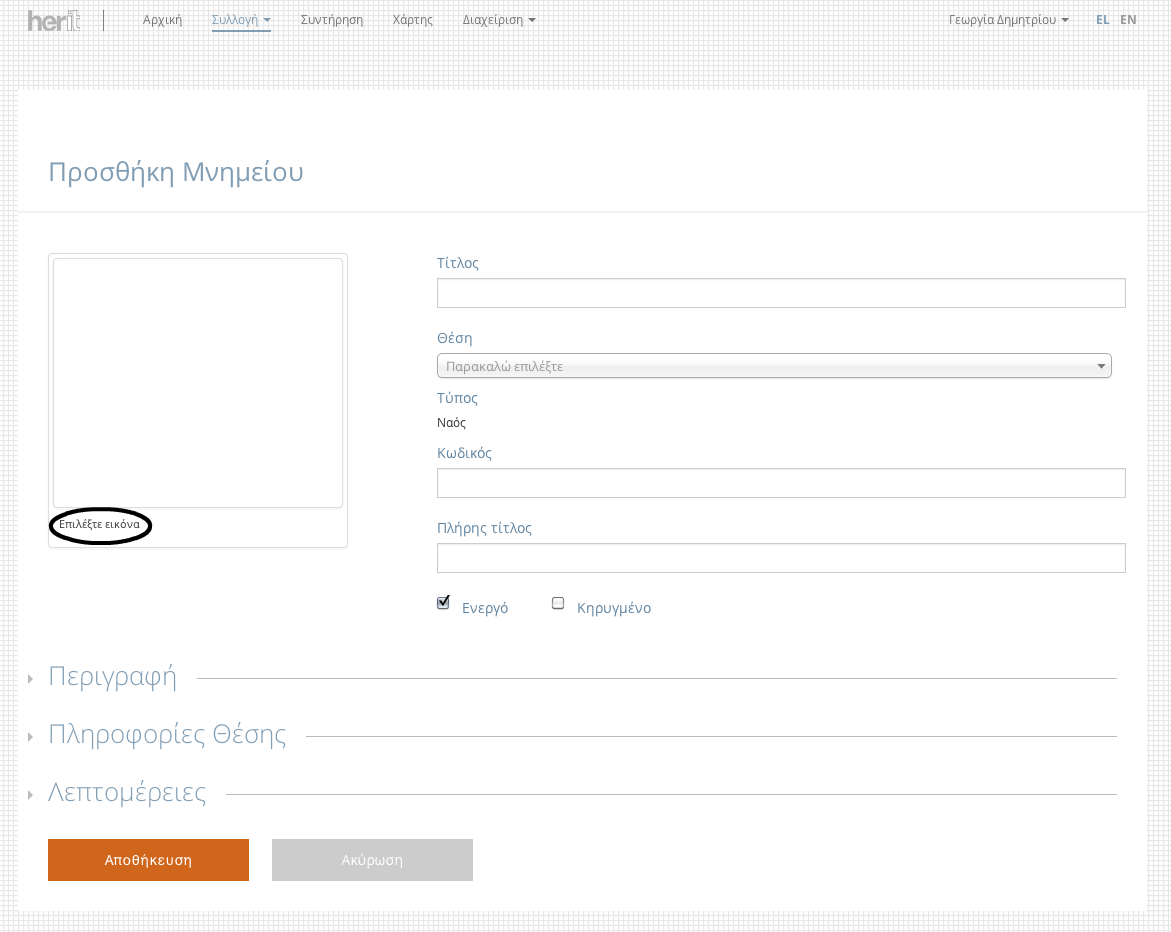 herit
Αρχική Συλλογή Συντήρηση Χάρτης Διαχείριση Γεωργία Δημητρίου EL EN
Προσθήκη Μνημείου
Τίτλος
Θέση
Παρακαλώ επιλέξτε
Τύπος
Ναός
Κωδικός
Πλήρης τίτλος
Επιλέξτε εικόνα
Ενεργό Κηρυγμένο
Περιγραφή
Πληροφορίες Θέσης
Λεπτομέρειες
Αποθήκευση Ακύρωση